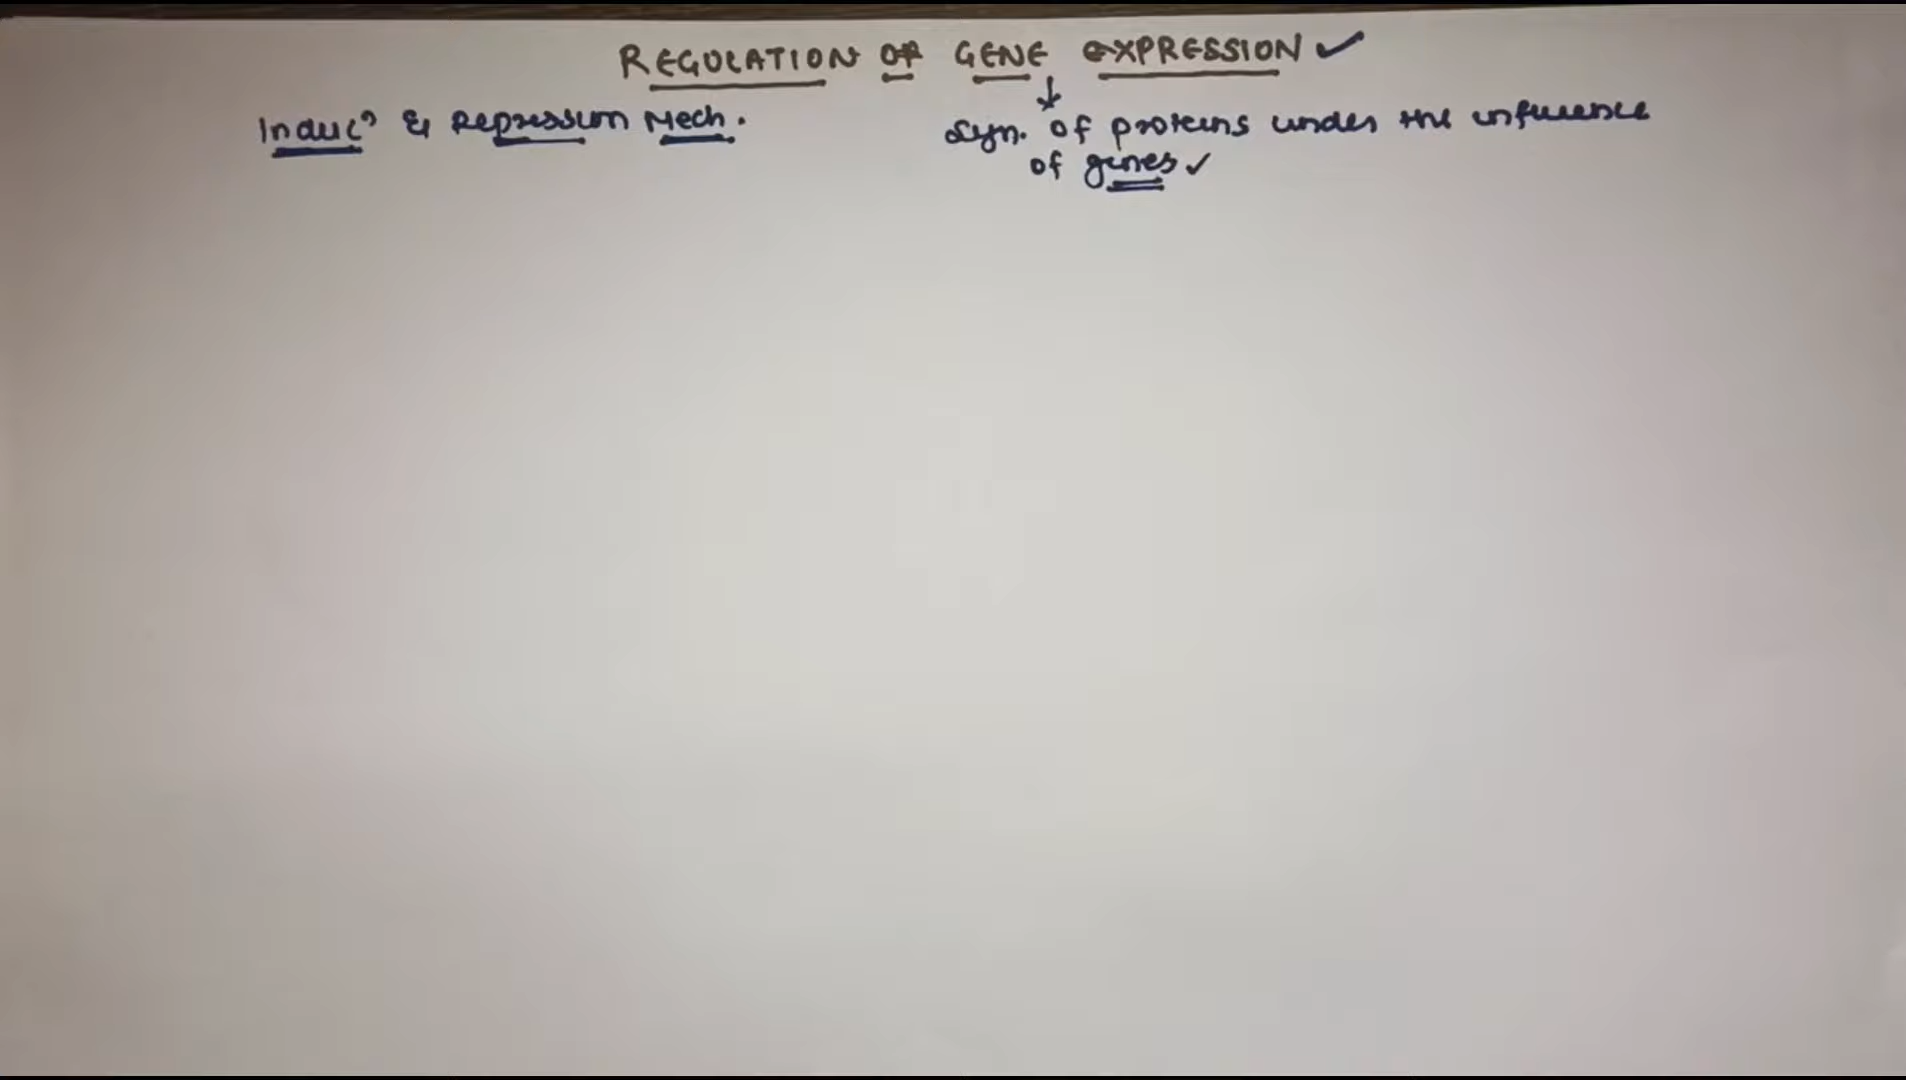 REGULATION OF GENE EXPRESSION ✓
↓
Induc? & Repression Mech.
Syn. of proteins under the influence
of genes ✓